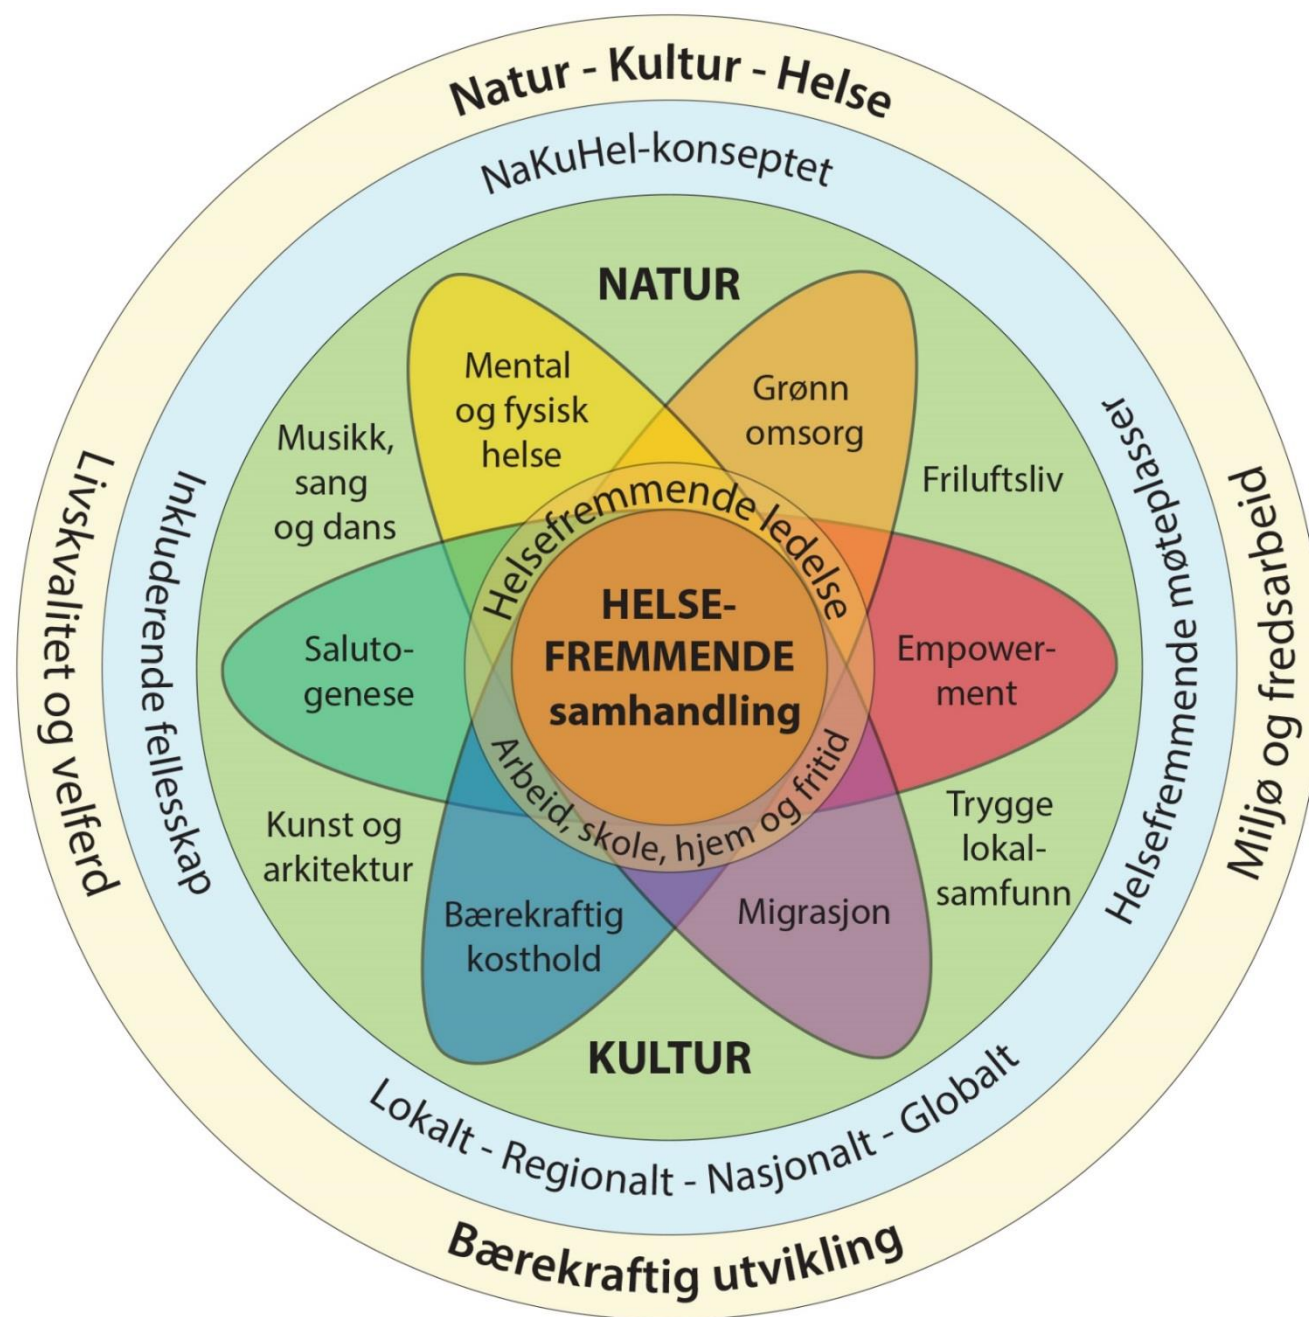 Natur - Kultur - Helse
NaKuHel-konseptet
NATUR
Mental
og fysisk
helse
Grønn
omsorg
Musikk,
sang
og dans
Friluftsliv
Livskvalitet og velferd
Inkluderende fellesskap
Helsefremmende møteplasser
Miljø og fredsarbeid
Helsefremmende ledelse
HELSE-
FREMMENDE
samhandling
Saluto-
genese
Empower-
ment
Arbeid, skole, hjem og fritid
Kunst og
arkitektur
Trygge
lokal-
samfunn
Bærekraftig
kosthold
Migrasjon
KULTUR
Lokalt - Regionalt - Nasjonalt - Globalt
Bærekraftig utvikling